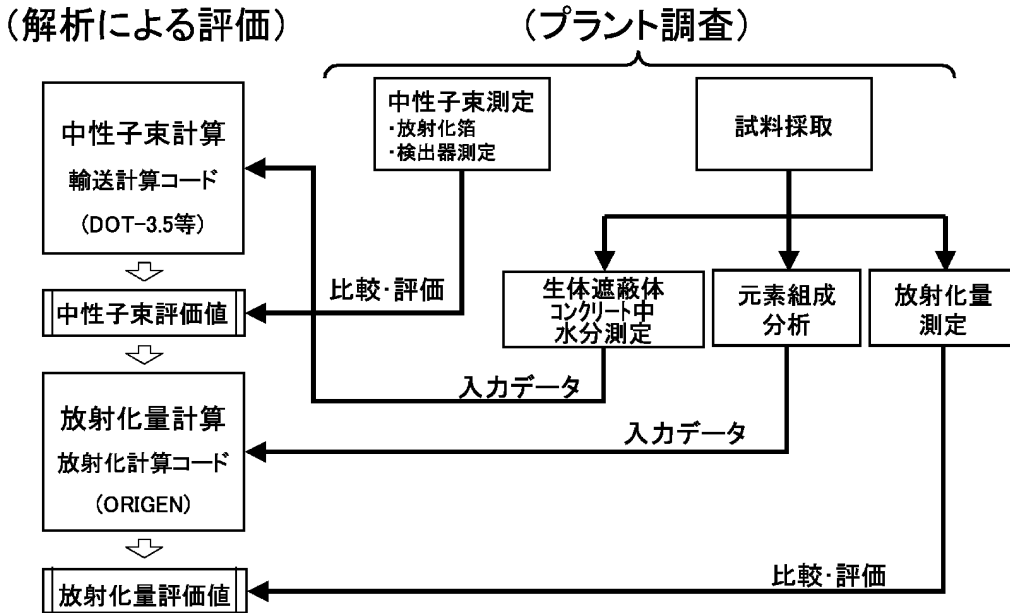 (解析による評価)
(プラント調査)
中性子束計算
輸送計算コード
(DOT-3.5等)
中性子束評価値
放射化量計算
放射化計算コード
(ORIGEN)
放射化量評価値
中性子束測定
・放射化箔
・検出器測定
試料採取
比較・評価
生体遮蔽体
コンクリート中
水分測定
元素組成
分析
放射化量
測定
入力データ
入力データ
比較・評価